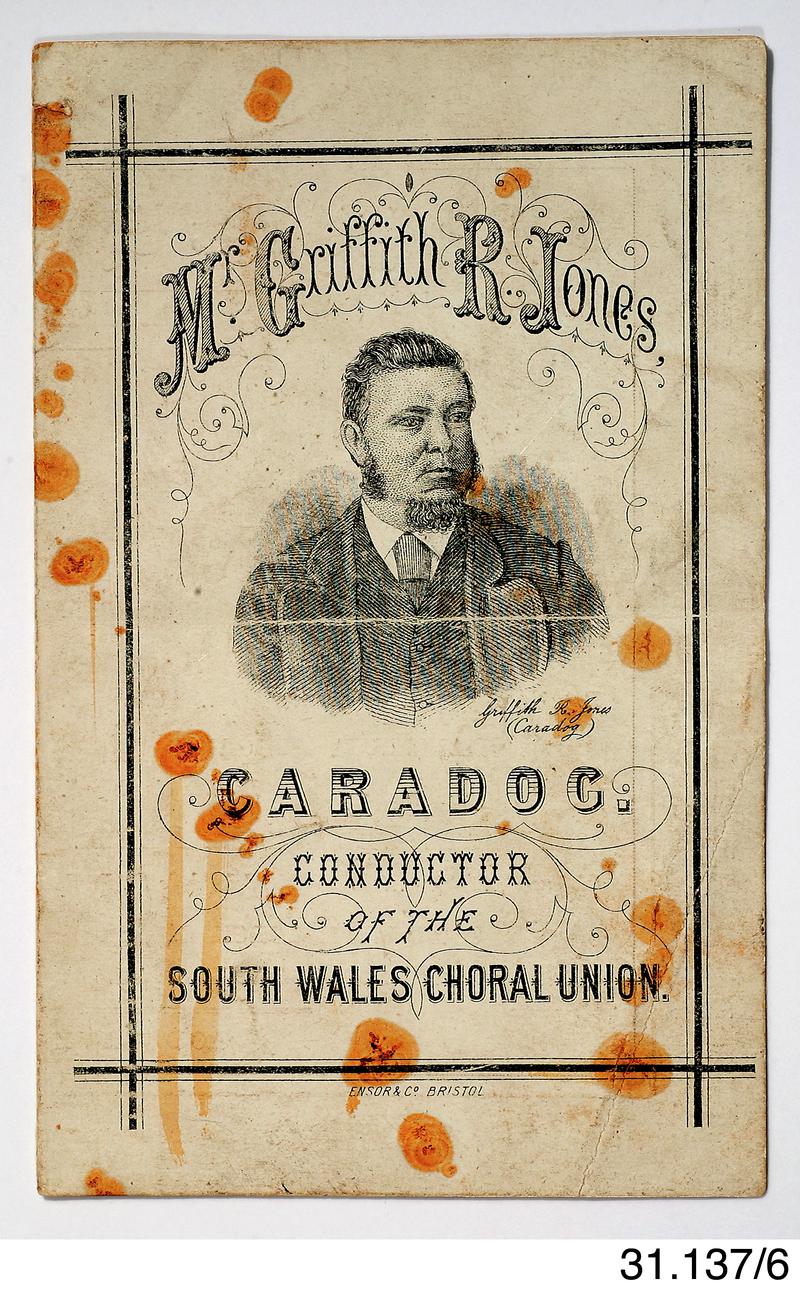 Mr. Griffith R. Jones,
Griffith R. Jones
(Caradog)
CARADOG.
CONDUCTOR
OF THE
SOUTH WALES CHORAL UNION.
ENSOR & Co. BRISTOL
31.137/6